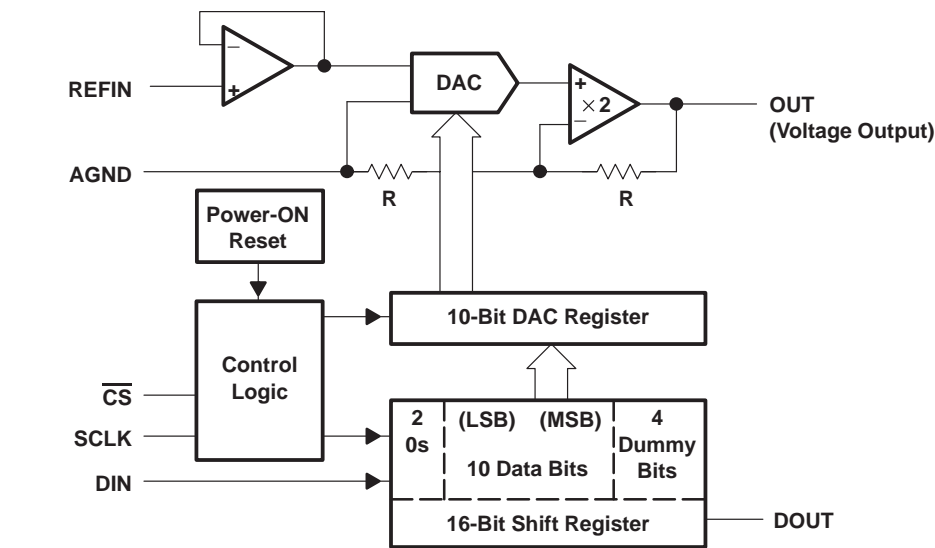 −
+
REFIN
DAC
+
× 2
−
OUT
(Voltage Output)
AGND
R
R
Power-ON
Reset
10-Bit DAC Register
Control
Logic
CS
SCLK
DIN
2
0s
(LSB) (MSB)
10 Data Bits
4
Dummy
Bits
16-Bit Shift Register
DOUT